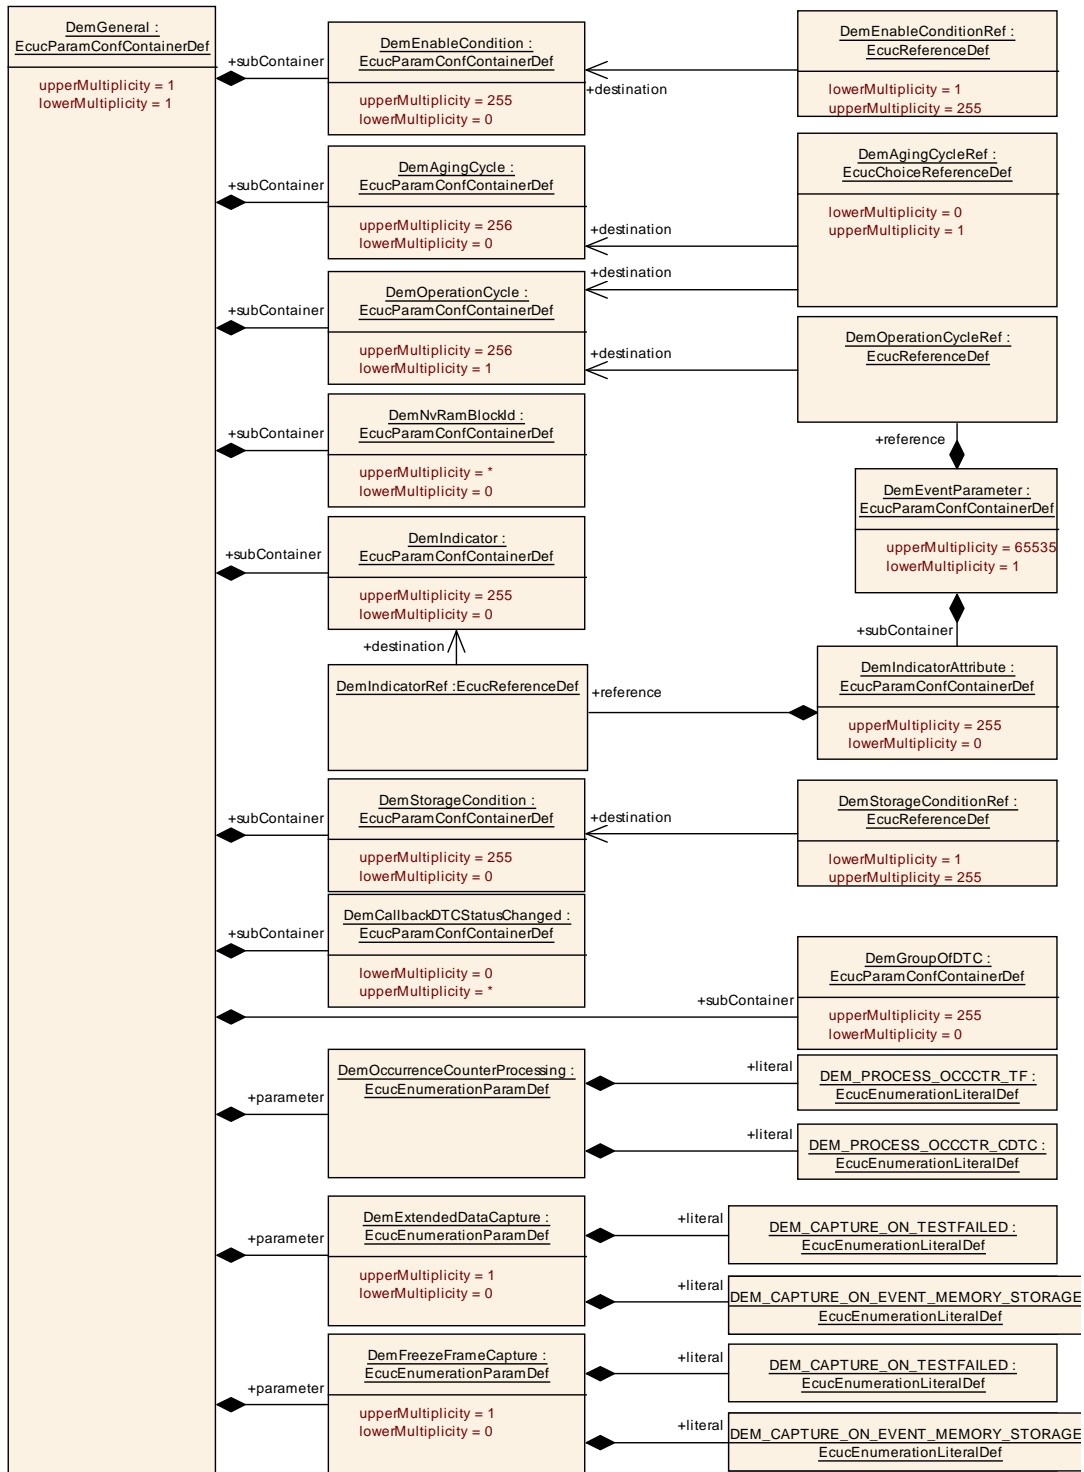 DemGeneral :
EcucParamConfContainerDef
upperMultiplicity = 1
lowerMultiplicity = 1
+subContainer
DemEnableCondition :
EcucParamConfContainerDef
upperMultiplicity = 255
lowerMultiplicity = 0
+destination
DemEnableConditionRef :
EcucReferenceDef
lowerMultiplicity = 1
upperMultiplicity = 255
+subContainer
DemAgingCycle :
EcucParamConfContainerDef
upperMultiplicity = 256
lowerMultiplicity = 0
+destination
DemAgingCycleRef :
EcucChoiceReferenceDef
lowerMultiplicity = 0
upperMultiplicity = 1
+destination
+subContainer
DemOperationCycle :
EcucParamConfContainerDef
upperMultiplicity = 256
lowerMultiplicity = 1
+destination
DemOperationCycleRef :
EcucReferenceDef
+subContainer
DemNvRamBlockId :
EcucParamConfContainerDef
upperMultiplicity = *
lowerMultiplicity = 0
+reference
DemEventParameter :
EcucParamConfContainerDef
upperMultiplicity = 65535
lowerMultiplicity = 1
+subContainer
DemIndicator :
EcucParamConfContainerDef
upperMultiplicity = 255
lowerMultiplicity = 0
+subContainer
+destination
DemIndicatorRef :EcucReferenceDef
+reference
DemIndicatorAttribute :
EcucParamConfContainerDef
upperMultiplicity = 255
lowerMultiplicity = 0
+subContainer
DemStorageCondition :
EcucParamConfContainerDef
upperMultiplicity = 255
lowerMultiplicity = 0
+destination
DemStorageConditionRef :
EcucReferenceDef
lowerMultiplicity = 1
upperMultiplicity = 255
+subContainer
DemCallbackDTCStatusChanged :
EcucParamConfContainerDef
lowerMultiplicity = 0
upperMultiplicity = *
+subContainer
DemGroupOfDTC :
EcucParamConfContainerDef
upperMultiplicity = 255
lowerMultiplicity = 0
+parameter
DemOccurrenceCounterProcessing :
EcucEnumerationParamDef
+literal
DEM_PROCESS_OCCCTR_TF :
EcucEnumerationLiteralDef
+literal
DEM_PROCESS_OCCCTR_CDTC :
EcucEnumerationLiteralDef
+parameter
DemExtendedDataCapture :
EcucEnumerationParamDef
upperMultiplicity = 1
lowerMultiplicity = 0
+literal
DEM_CAPTURE_ON_TESTFAILED :
EcucEnumerationLiteralDef
+literal
DEM_CAPTURE_ON_EVENT_MEMORY_STORAGE
EcucEnumerationLiteralDef
+parameter
DemFreezeFrameCapture :
EcucEnumerationParamDef
upperMultiplicity = 1
lowerMultiplicity = 0
+literal
DEM_CAPTURE_ON_TESTFAILED :
EcucEnumerationLiteralDef
+literal
DEM_CAPTURE_ON_EVENT_MEMORY_STORAGE
EcucEnumerationLiteralDef